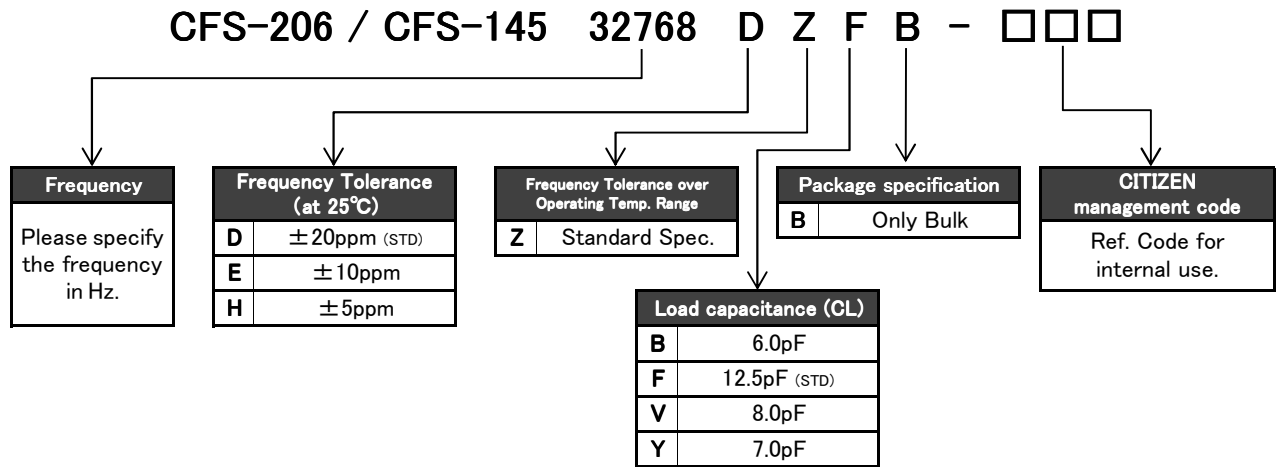 CFS-206 / CFS-145 32768 D Z F B - □□□
Frequency
Please specify
the frequency
in Hz.
Frequency Tolerance
(at 25℃)
D ±20ppm (STD)
E ±10ppm
H ±5ppm
Frequency Tolerance over
Operating Temp. Range
Z Standard Spec.
Package specification
B Only Bulk
CITIZEN
management code
Ref. Code for
internal use.
Load capacitance (CL)
B 6.0pF
F 12.5pF (STD)
V 8.0pF
Y 7.0pF